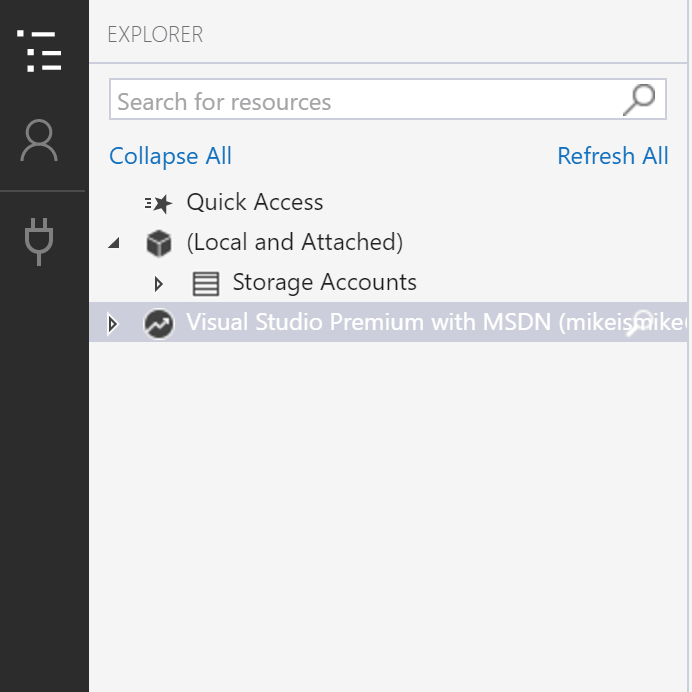 EXPLORER
Search for resources
Collapse All Refresh All
Quick Access
(Local and Attached)
Storage Accounts
Visual Studio Premium with MSDN (mikeismike